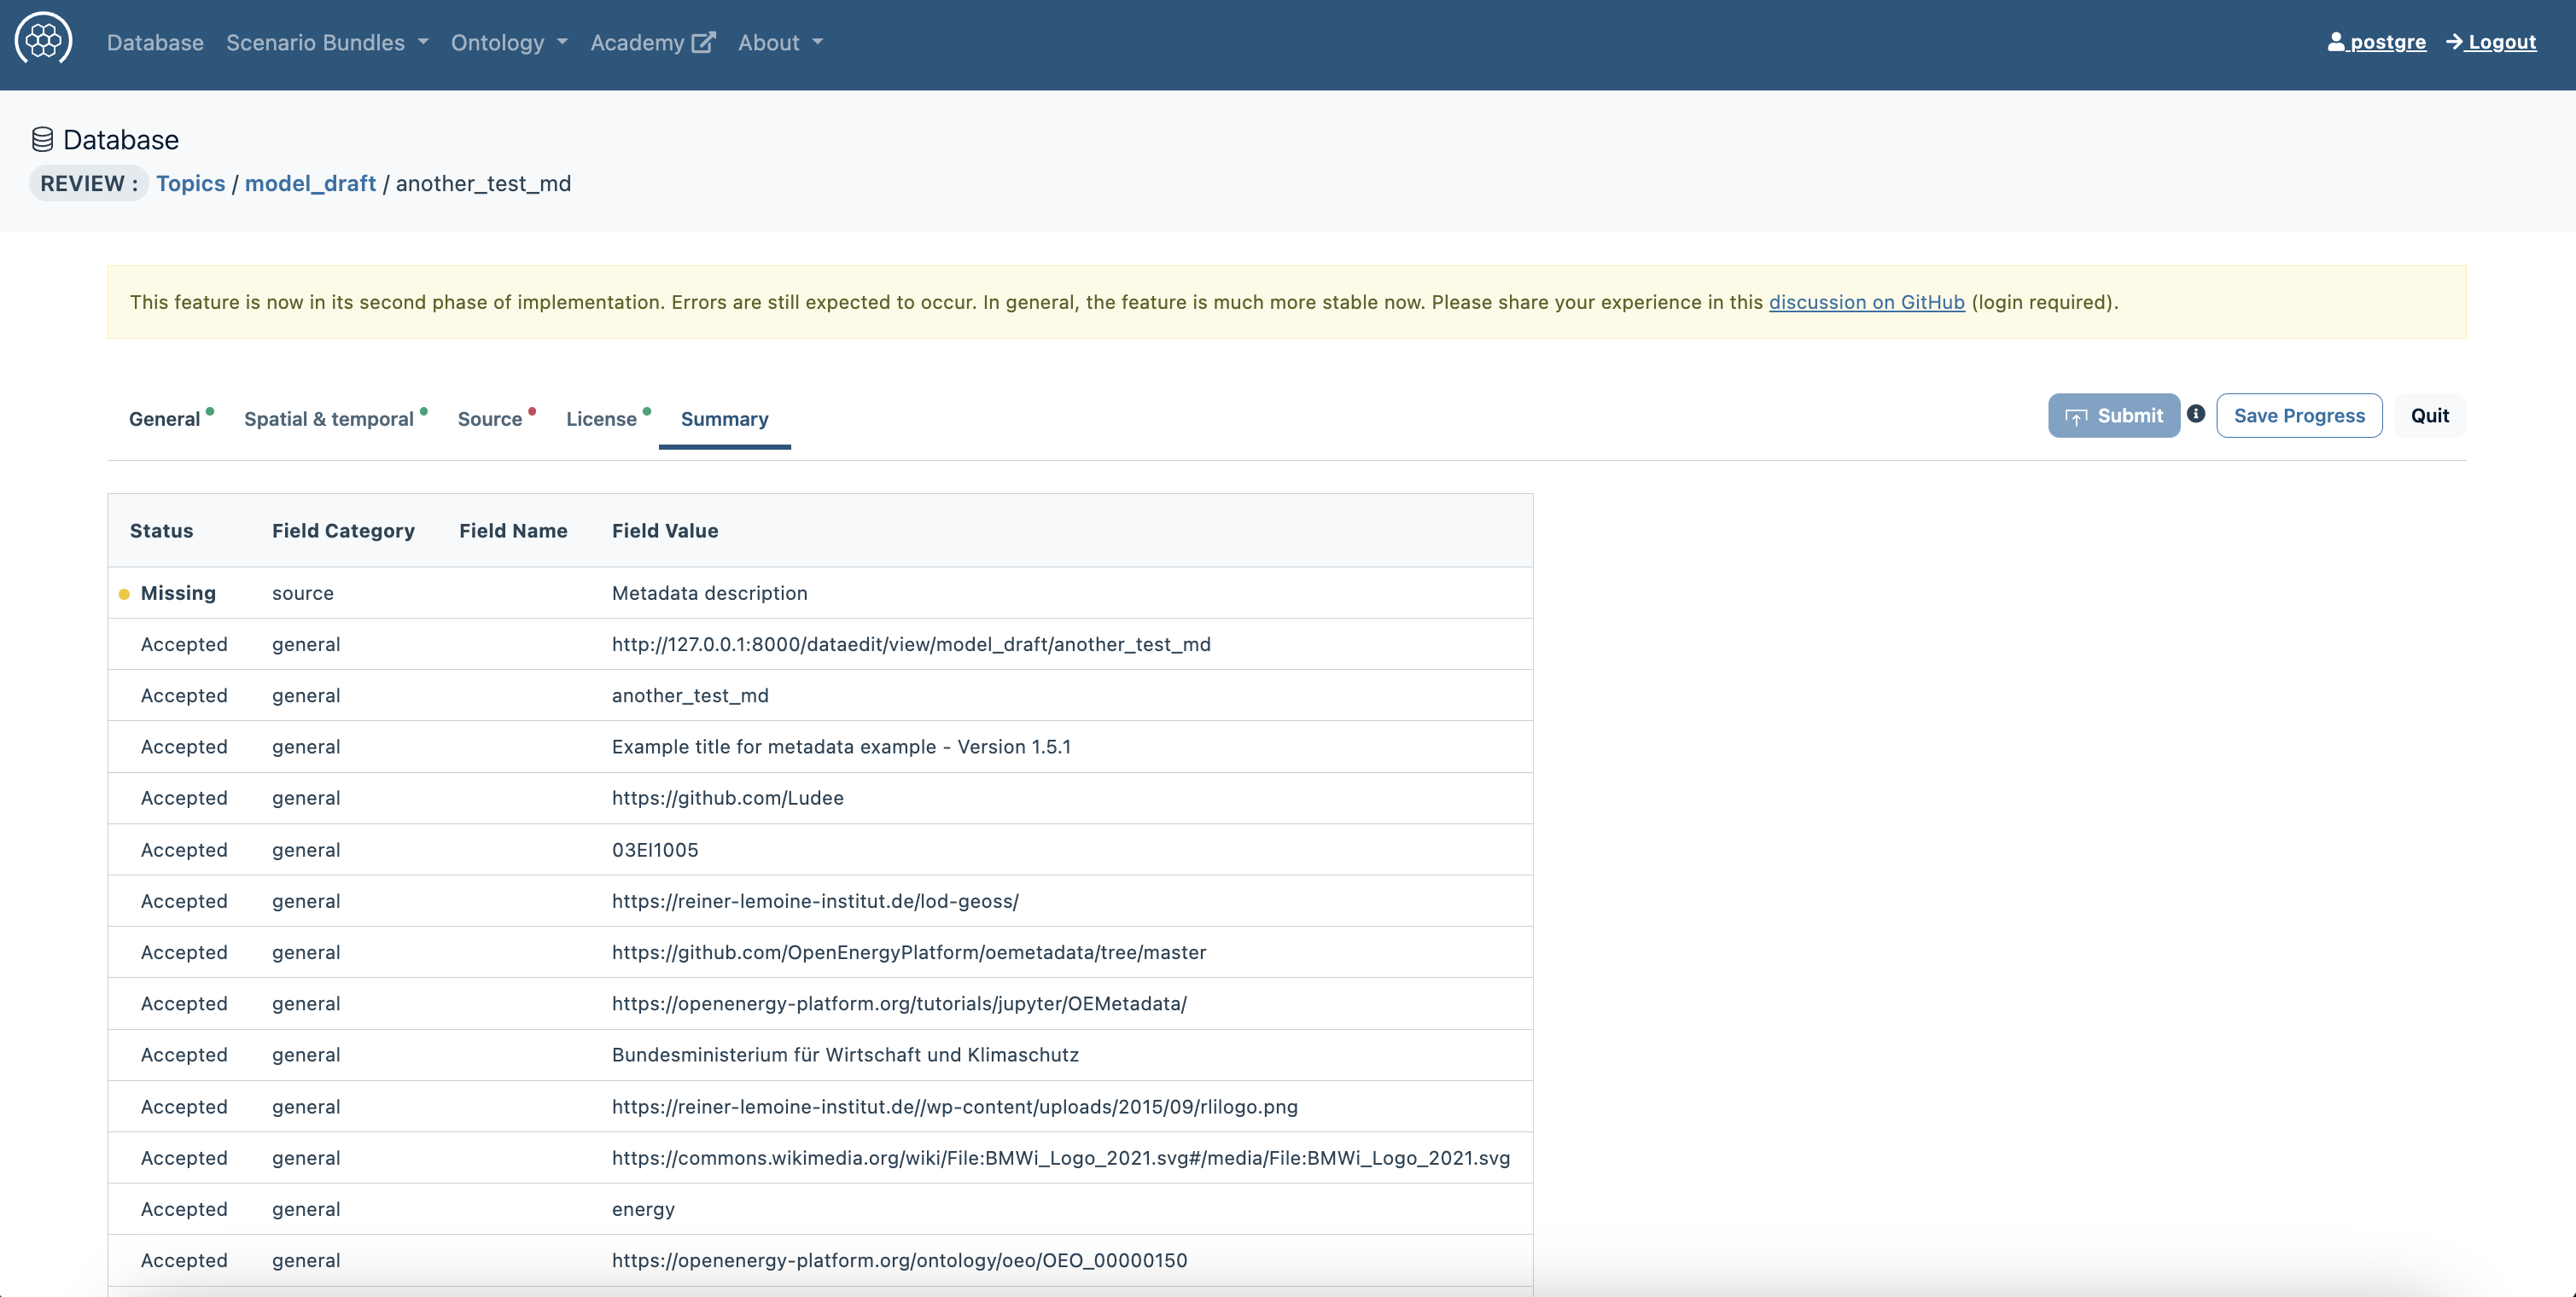 Database Scenario Bundles Ontology Academy About postgre Logout
Database
REVIEW : Topics / model_draft / another_test_md
This feature is now in its second phase of implementation. Errors are still expected to occur. In general, the feature is much more stable now. Please share your experience in this discussion on GitHub (login required).
General Spatial & temporal Source License Summary Submit Save Progress Quit
Status Field Category Field Name Field Value
Missing source Metadata description
Accepted general http://127.0.0.1:8000/dataedit/view/model_draft/another_test_md
Accepted general another_test_md
Accepted general Example title for metadata example - Version 1.5.1
Accepted general https://github.com/Ludee
Accepted general 03EI1005
Accepted general https://reiner-lemoine-institut.de/lod-geoss/
Accepted general https://github.com/OpenEnergyPlatform/oemetadata/tree/master
Accepted general https://openenergy-platform.org/tutorials/jupyter/OEMetadata/
Accepted general Bundesministerium für Wirtschaft und Klimaschutz
Accepted general https://reiner-lemoine-institut.de//wp-content/uploads/2015/09/rlilogo.png
Accepted general https://commons.wikimedia.org/wiki/File:BMWi_Logo_2021.svg#/media/File:BMWi_Logo_2021.svg
Accepted general energy
Accepted general https://openenergy-platform.org/ontology/oeo/OEO_00000150